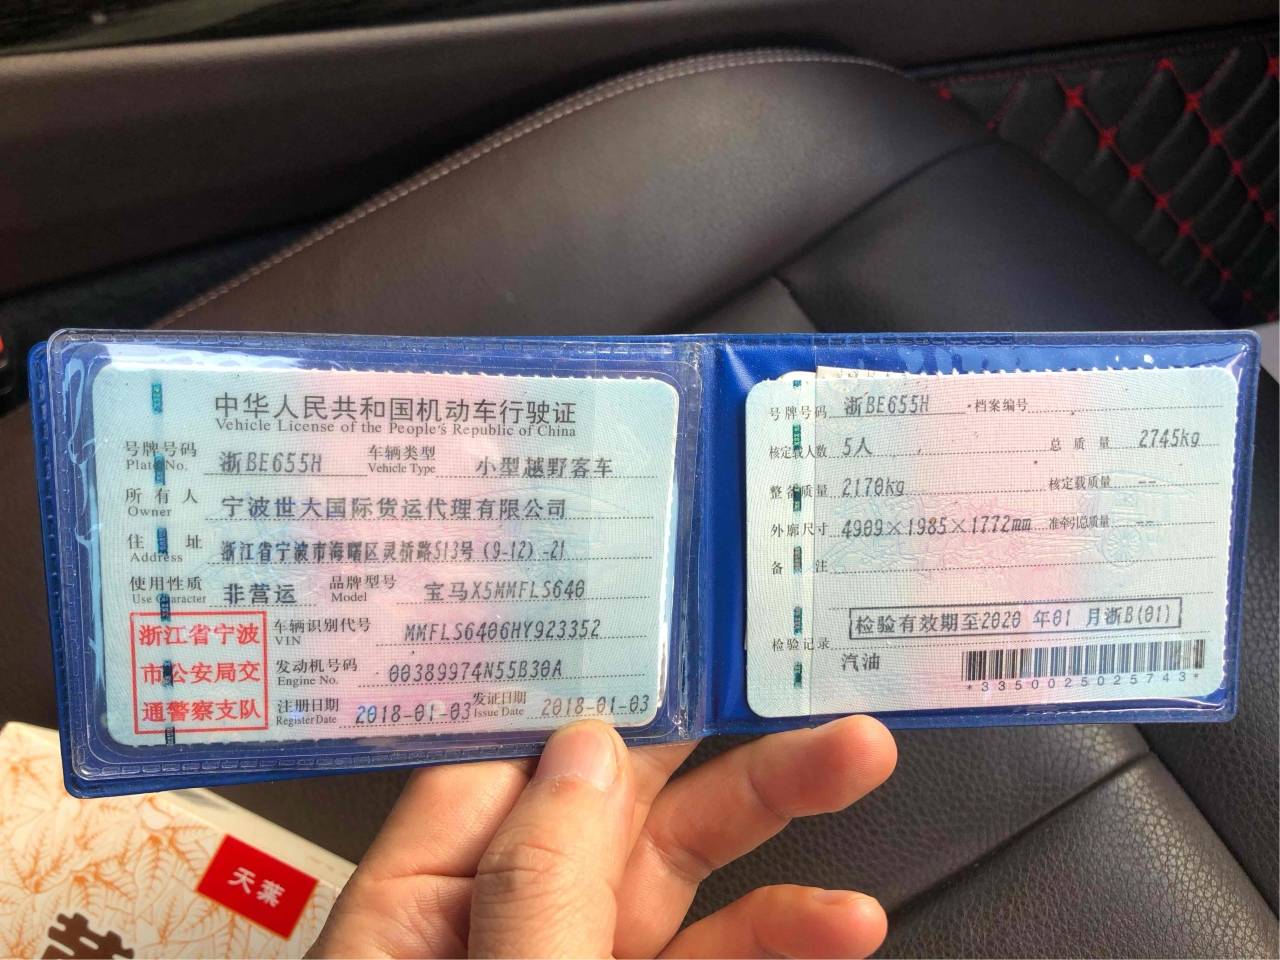 中华人民共和国机动车行驶证
Vehicle License of the People's Republic of China
号牌号码 浙BE655H 车辆类型 小型越野客车
Plate No. Vehicle Type
所有人 宁波世大国际货运代理有限公司
Owner
住址 浙江省宁波市海曙区灵桥路513号(9-12)-21
Address
使用性质 非营运 品牌型号 宝马X5MMFLS640
Use Character Model
浙江省宁波
市公安局交
通警察支队
车辆识别代号 MMFLS6406HY923352
VIN
发动机号码 00389974N55B30A
Engine No.
注册日期 2018-01-03 发证日期 2018-01-03
Register Date Issue Date
号牌号码 浙BE655H 档案编号
核定载人数 5人 总质量 2745kg
整备质量 2170kg 核定载质量 --
外廓尺寸 4909×1985×1772mm 准牵引总质量 --
备注
检验有效期至2020年01月浙B(01)
检验记录
汽油
*3350025025743*
天葉